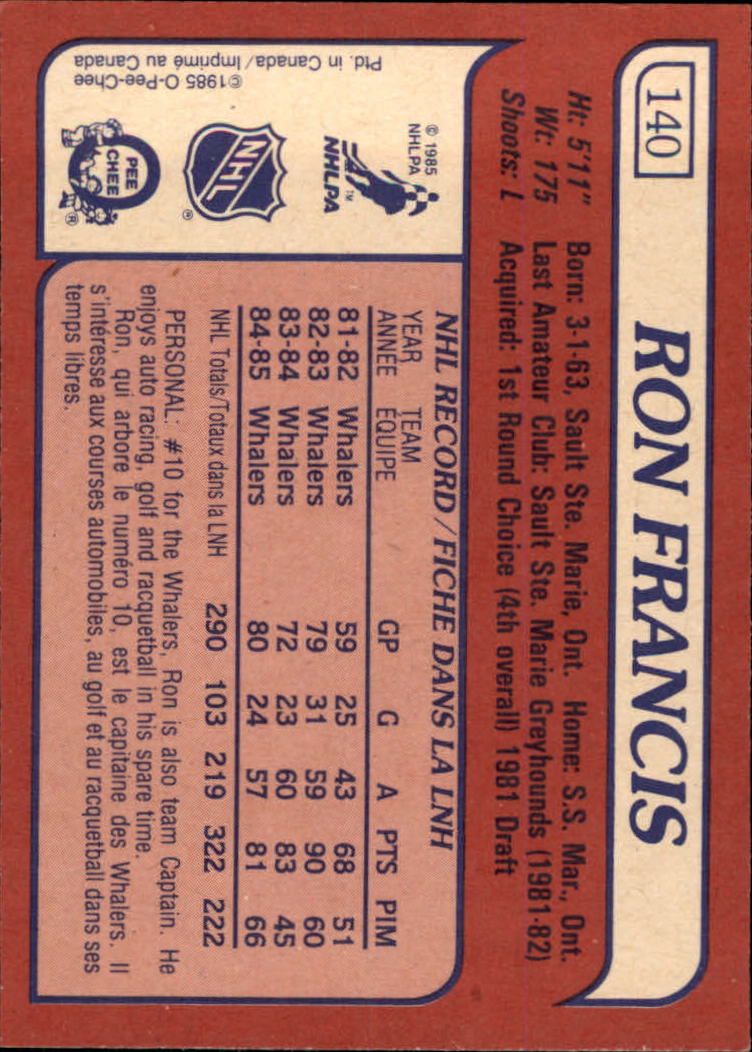 140
RON FRANCIS
Ht: 5'11" Born: 3-1-63, Sault Ste. Marie, Ont. Home: S.S. Mar., Ont.
Wt: 175 Last Amateur Club: Sault Ste. Marie Greyhounds (1981-82)
Shoots: L Acquired: 1st Round Choice (4th overall) 1981 Draft
NHL RECORD/FICHE DANS LA LNH
YEAR TEAM
ANNÉE ÉQUIPE GP G A PTS PIM
81-82 Whalers 59 25 43 68 51
82-83 Whalers 79 31 59 90 60
83-84 Whalers 72 23 60 83 45
84-85 Whalers 80 24 57 81 66
NHL Totals/Totaux dans la LNH 290 103 219 322 222
PERSONAL: #10 for the Whalers, Ron is also team Captain. He
enjoys auto racing, golf and racquetball in his spare time.
Ron, qui arbore le numéro 10, est le capitaine des Whalers. Il
s'intéresse aux courses automobiles, au golf et au racquetball dans ses
temps libres.
© 1985
NHLPA
NHLPA
TM
NHL
®
O
PEE
CHEE
®
©1985 O-Pee-Chee
Ptd. in Canada/Imprimé au Canada